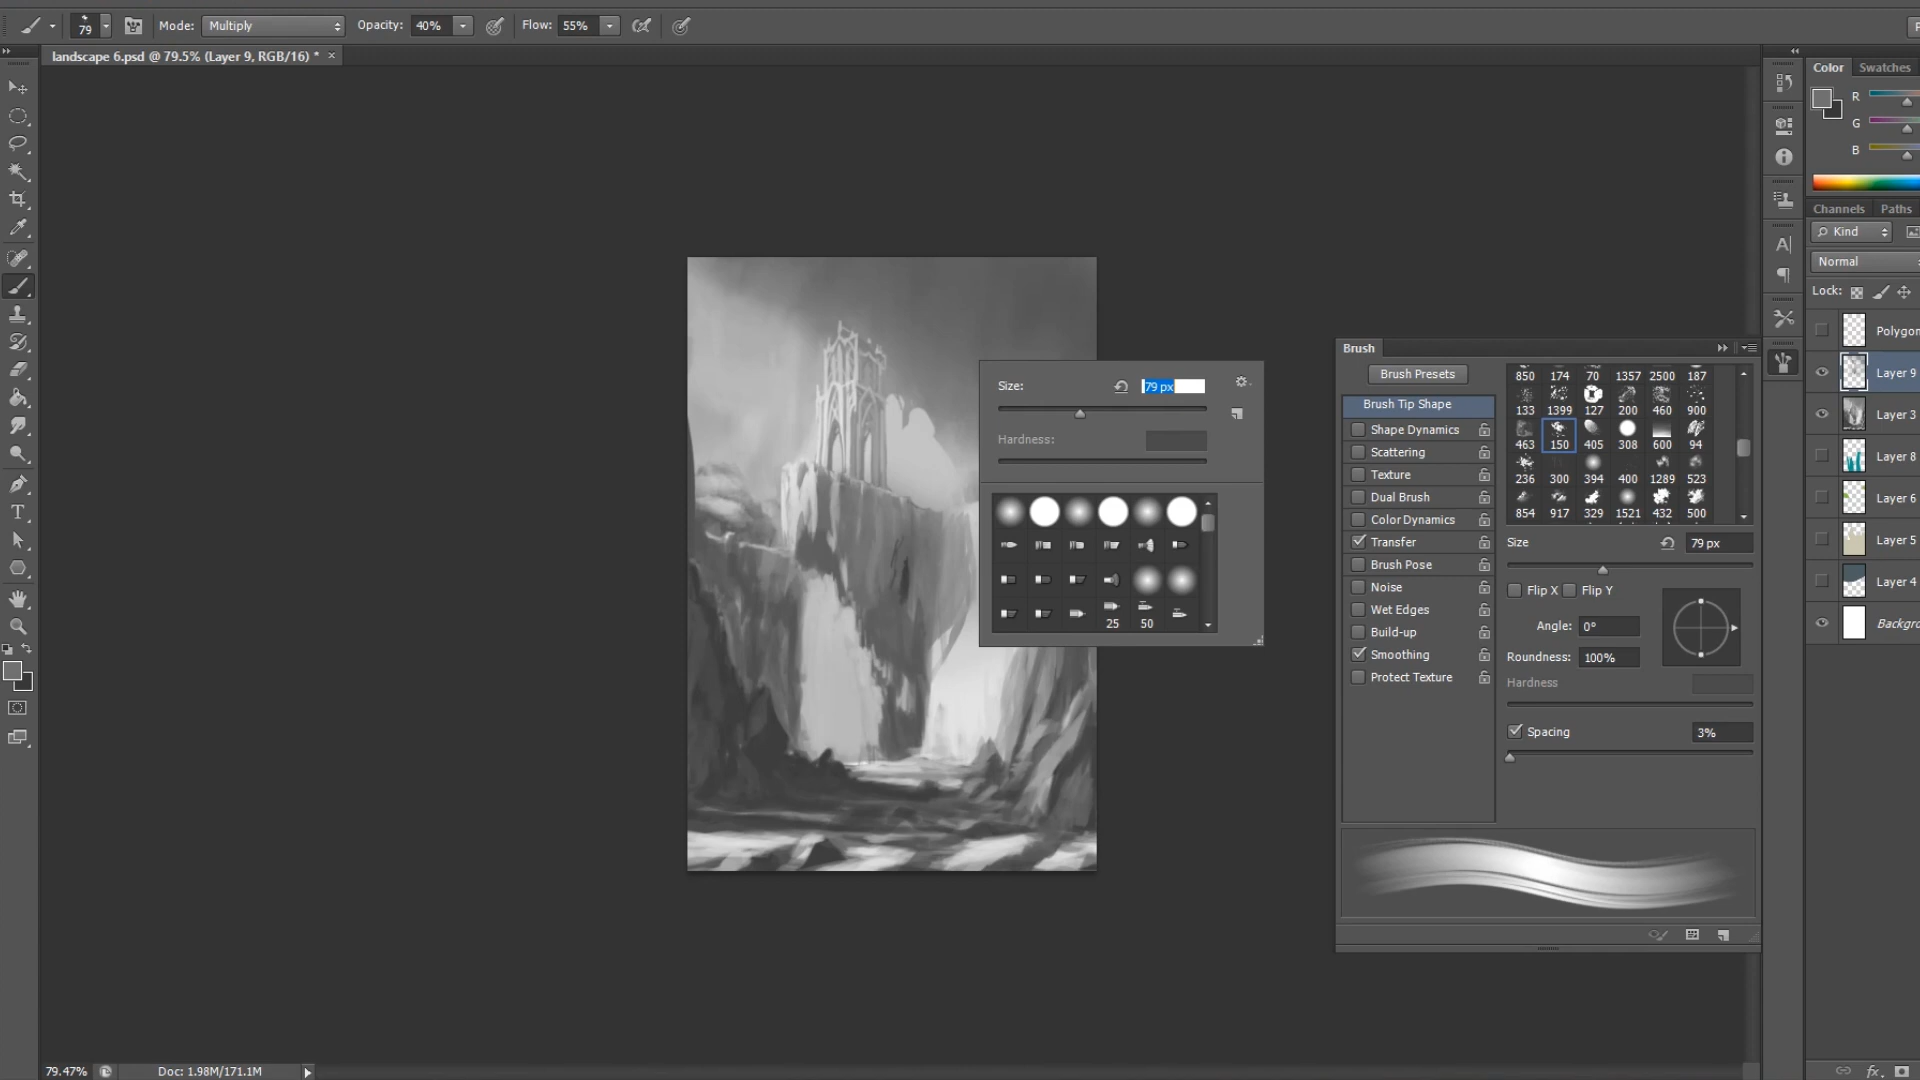 79 Mode: Multiply Opacity: 40% Flow: 55%
landscape 6.psd @ 79.5% (Layer 9, RGB/16) * ×
Color Swatches
R
G
B
Channels Paths
Kind
Normal
Lock:
Polygon
Layer 9
Layer 3
Layer 8
Layer 6
Layer 5
Layer 4
Backgro
Size: 79 px
Hardness:
25 50
Brush
Brush Presets
Brush Tip Shape
Shape Dynamics
Scattering
Texture
Dual Brush
Color Dynamics
Transfer
Brush Pose
Noise
Wet Edges
Build-up
Smoothing
Protect Texture
850 174 70 1357 2500 187
133 1399 127 200 460 900
463 150 405 308 600 94
236 300 394 400 1289 523
854 917 329 1521 432 500
Size 79 px
Flip X Flip Y
Angle: 0°
Roundness: 100%
Hardness
Spacing 3%
79.47% Doc: 1.98M/171.1M
fx